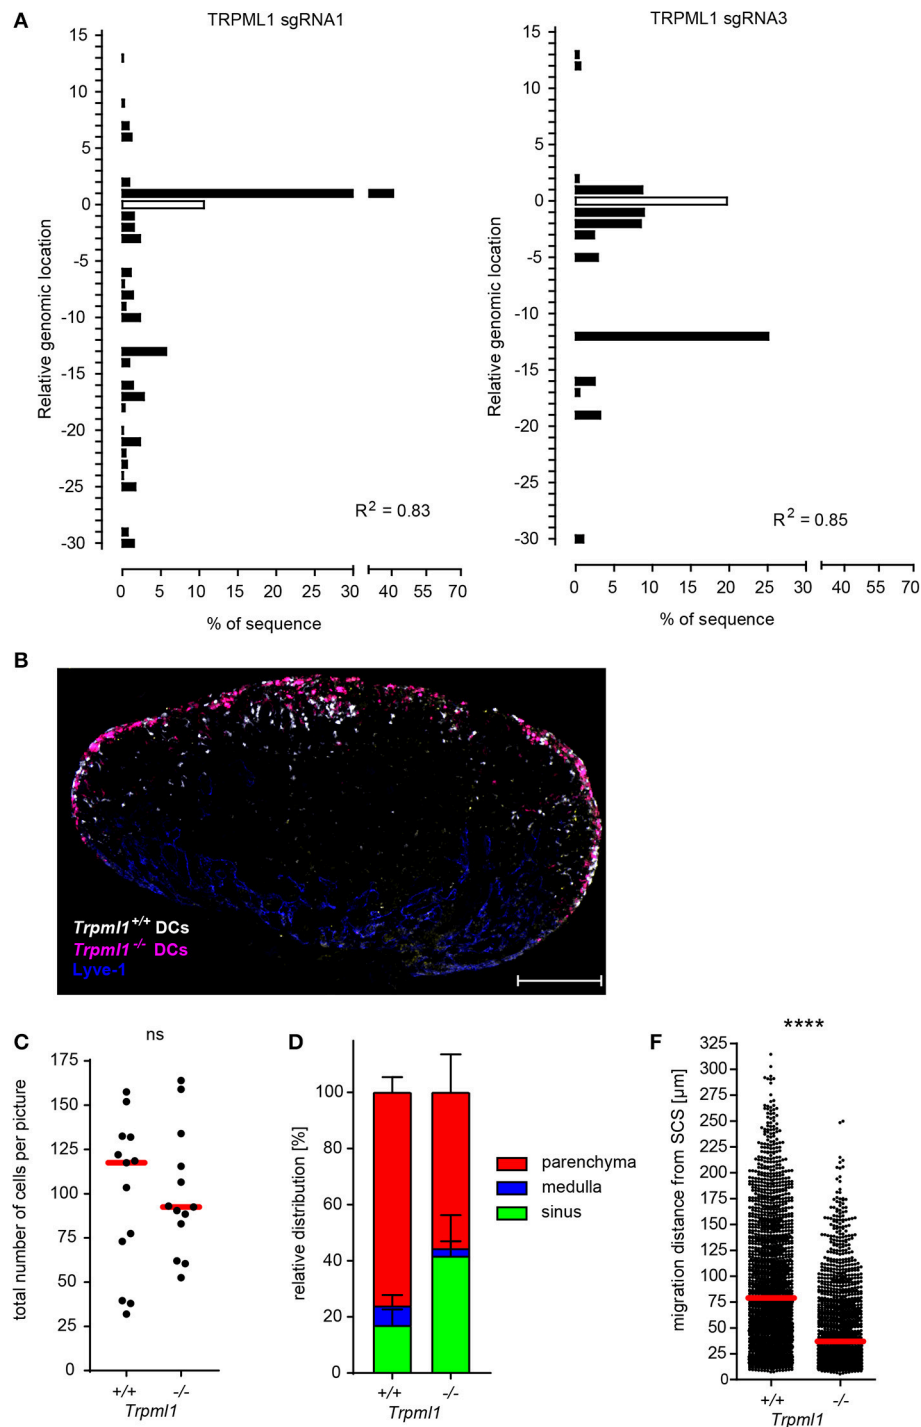 A
TRPML1 sgRNA1
TRPML1 sgRNA3
15
10
5
0
-5
-10
-15
-20
-25
-30
Relative genomic location
R2 = 0.83
0 5 10 15 20 25 30 40 55 70
% of sequence
15
10
5
0
-5
-10
-15
-20
-25
-30
Relative genomic location
R2 = 0.85
0 5 10 15 20 25 30 40 55 70
% of sequence
B
Trpml1+/+ DCs
Trpml1-/- DCs
Lyve-1
C
ns
175
150
125
100
75
50
25
0
total number of cells per picture
+/+ -/-
Trpml1
D
100
80
60
40
20
0
relative distribution [%]
+/+ -/-
Trpml1
parenchyma
medulla
sinus
F
****
325
300
275
250
225
200
175
150
125
100
75
50
25
0
migration distance from SCS [µm]
+/+ -/-
Trpml1